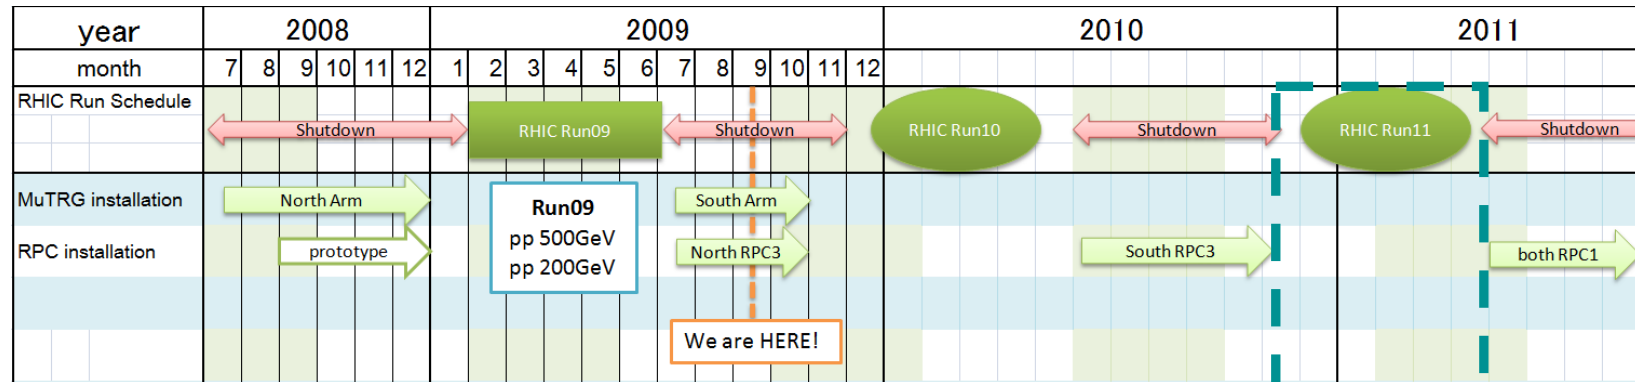 year 2008 2009 2010 2011
month 7 8 9 10 11 12 1 2 3 4 5 6 7 8 9 10 11 12
RHIC Run Schedule
Shutdown RHIC Run09 Shutdown RHIC Run10 Shutdown RHIC Run11 Shutdown
MuTRG installation North Arm South Arm
Run09
pp 500GeV
pp 200GeV
RPC installation prototype North RPC3 South RPC3 both RPC1
We are HERE!